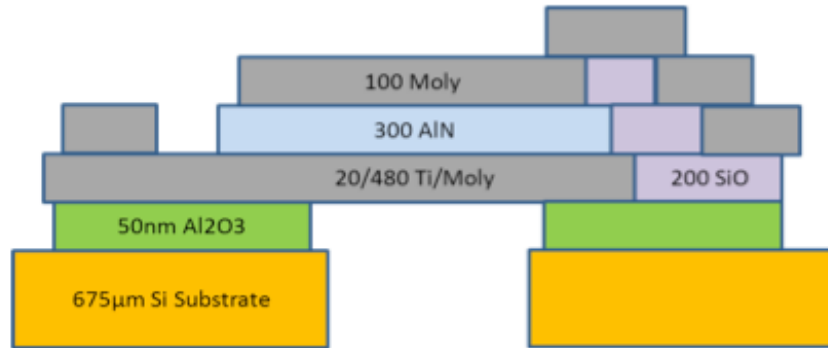 100 Moly
300 AlN
20/480 Ti/Moly
200 SiO
50nm Al2O3
675µm Si Substrate